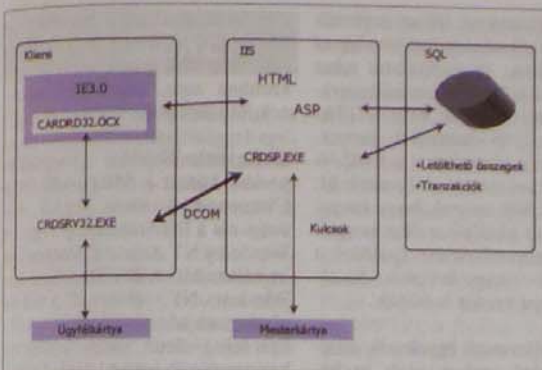 Kliens
IE3.0
CARDRD32.OCX
CRDSRV32.EXE
Ügyfélkártya
DCOM
IIS
HTML
ASP
CRDSP.EXE
Kulcsok
Mesterkártya
SQL
+Letölthető összegek
+Tranzakciók